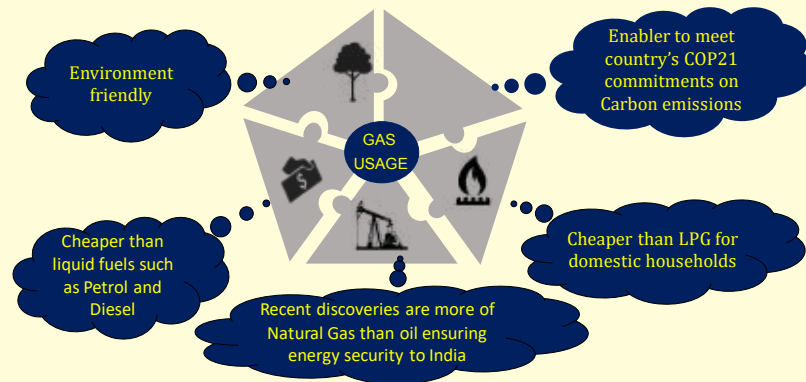 Environment
friendly
Enabler to meet
country's COP21
commitments on
Carbon emissions
GAS
USAGE
$
Cheaper than
liquid fuels such
as Petrol and
Diesel
Cheaper than LPG for
domestic households
Recent discoveries are more of
Natural Gas than oil ensuring
energy security to India